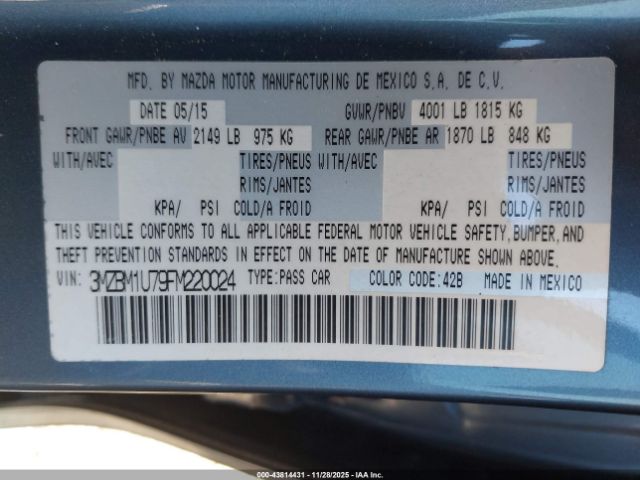 MFD. BY MAZDA MOTOR MANUFACTURING DE MEXICO S.A. DE C.V.
DATE 05/15 GVWR/PNBV 4001 LB 1815 KG
FRONT GAWR/PNBE AV 2149 LB 975 KG REAR GAWR/PNBE AR 1870 LB 848 KG
WITH/AVEC TIRES/PNEUS WITH/AVEC TIRES/PNEUS
RIMS/JANTES RIMS/JANTES
KPA/ PSI COLD/A FROID KPA/ PSI COLD/A FROID
THIS VEHICLE CONFORMS TO ALL APPLICABLE FEDERAL MOTOR VEHICLE SAFETY, BUMPER, AND
THEFT PREVENTION STANDARDS IN EFFECT ON THE DATE OF MANUFACTURE SHOWN ABOVE.
VIN: 3MZBM1U79FM220024 TYPE:PASS CAR COLOR CODE:42B MADE IN MEXICO
000-43814431 - 11/28/2025 - IAAI.COM